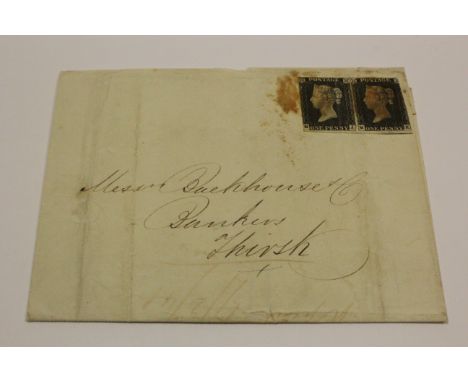 POSTAGE POSTAGE
ONE PENNY ONE PENNY
Messrs Backhouse & Co
Bankers
Thirsk